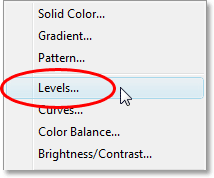 Solid Color...
Gradient...
Pattern...
Levels...
Curves...
Color Balance...
Brightness/Contrast...